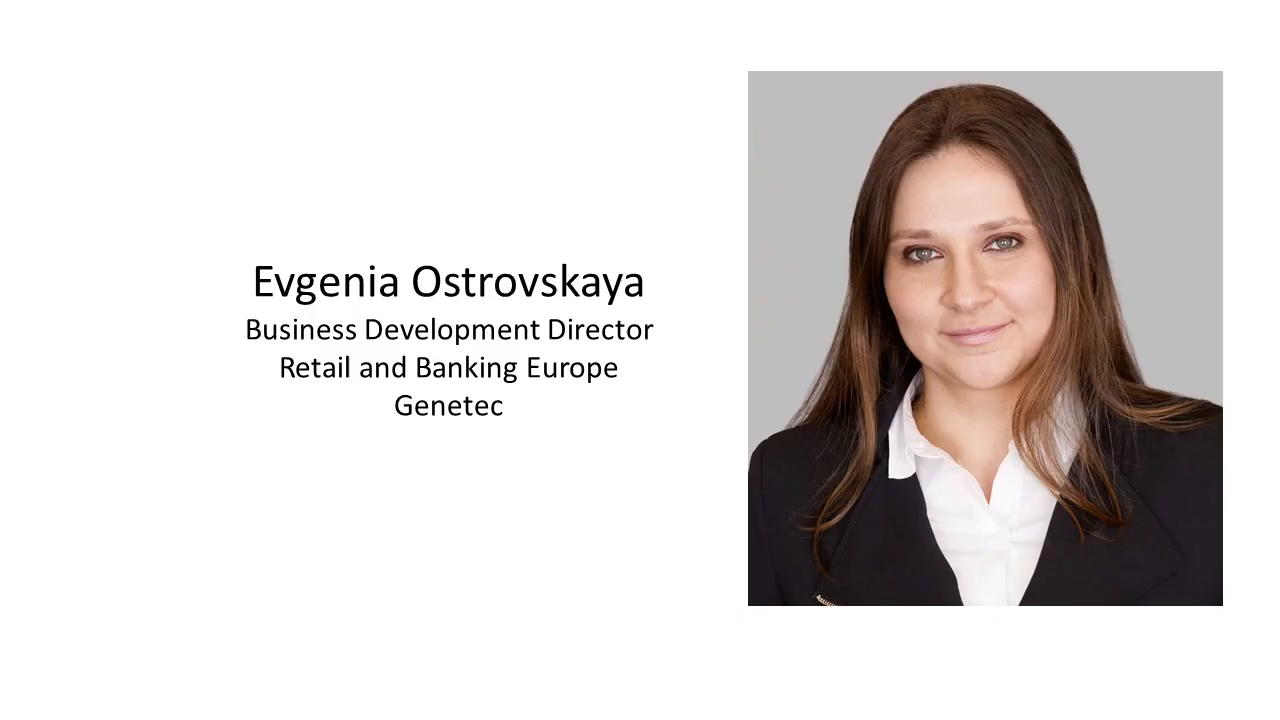 Evgenia Ostrovskaya
Business Development Director
Retail and Banking Europe
Genetec